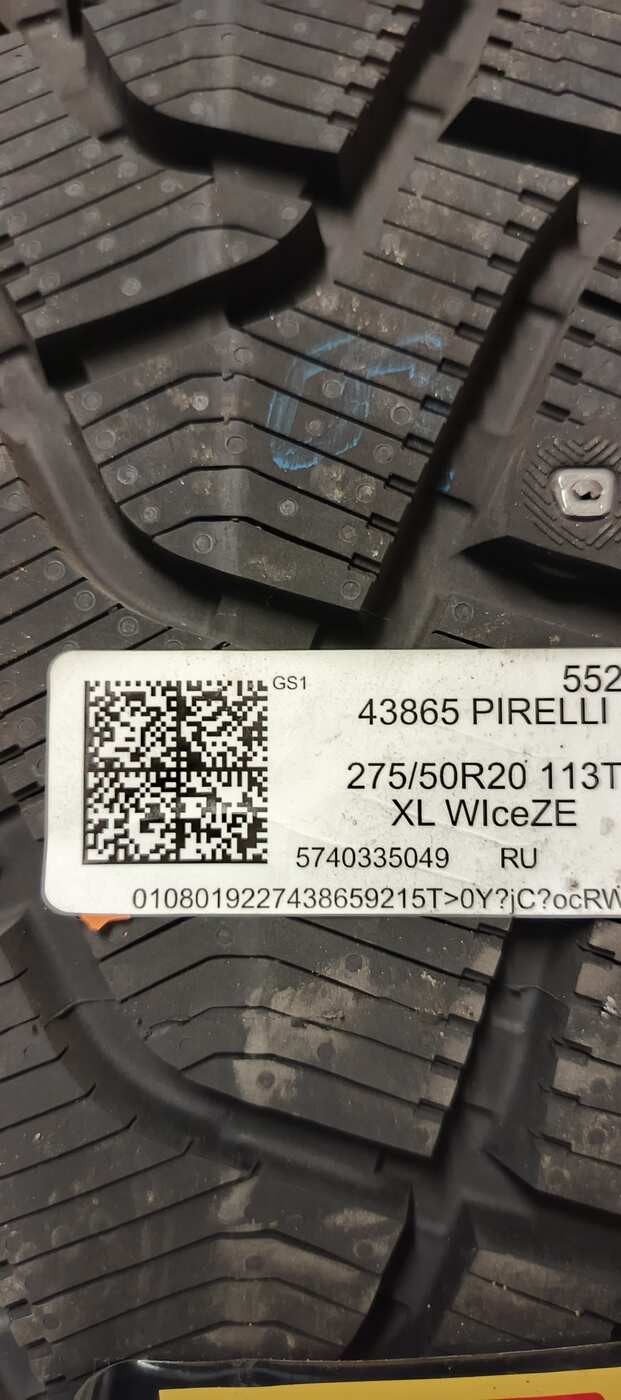 GS1
552
43865 PIRELLI
275/50R20 113T
XL WIceZE
5740335049 RU
0108019227438659215T>0Y?jC?ocRW